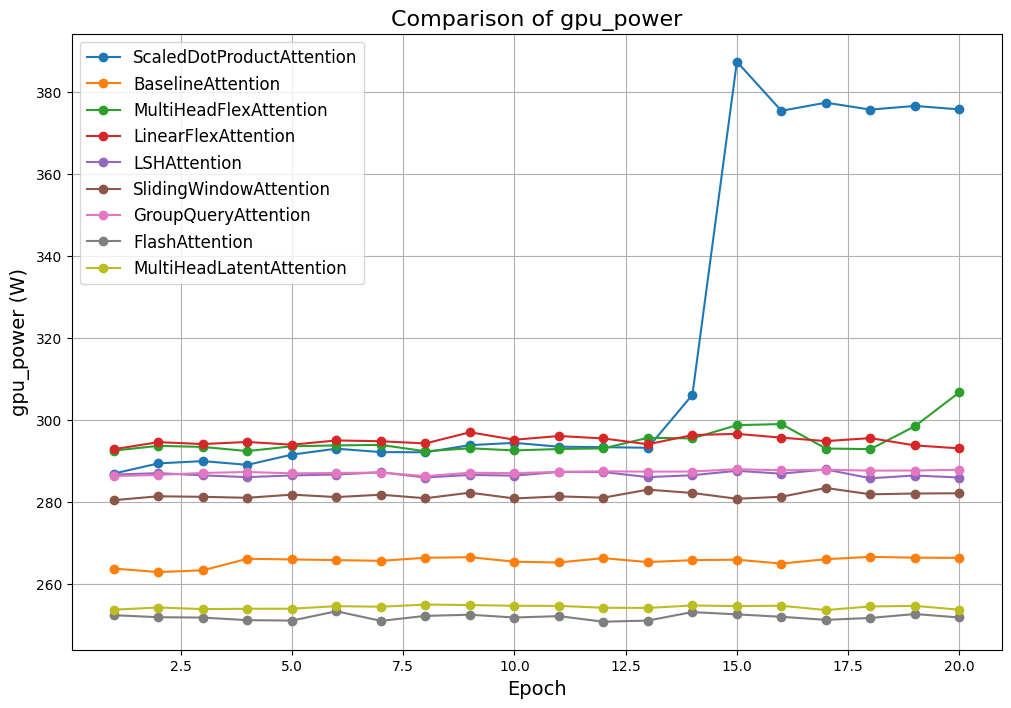 Comparison of gpu_power
ScaledDotProductAttention
BaselineAttention
MultiHeadFlexAttention
LinearFlexAttention
LSHAttention
SlidingWindowAttention
GroupQueryAttention
FlashAttention
MultiHeadLatentAttention
gpu_power (W)
380
360
340
320
300
280
260
2.5 5.0 7.5 10.0 12.5 15.0 17.5 20.0
Epoch